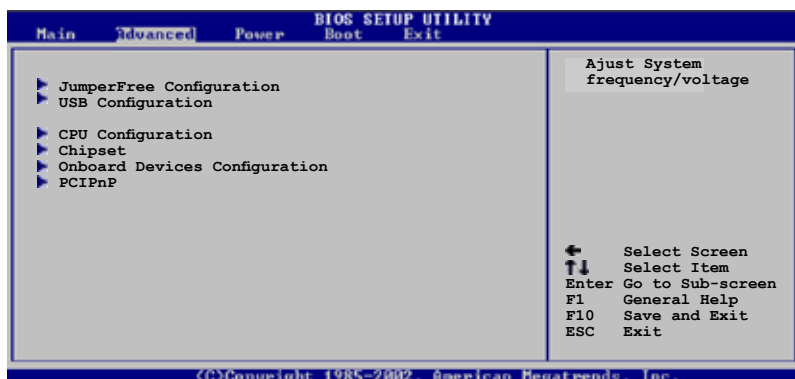 BIOS SETUP UTILITY
Main Advanced Power Boot Exit
JumperFree Configuration
USB Configuration
CPU Configuration
Chipset
Onboard Devices Configuration
PCIPnP
Ajust System
frequency/voltage
← Select Screen
↑↓ Select Item
Enter Go to Sub-screen
F1 General Help
F10 Save and Exit
ESC Exit
(C)Copyright 1985-2002, American Megatrends, Inc.